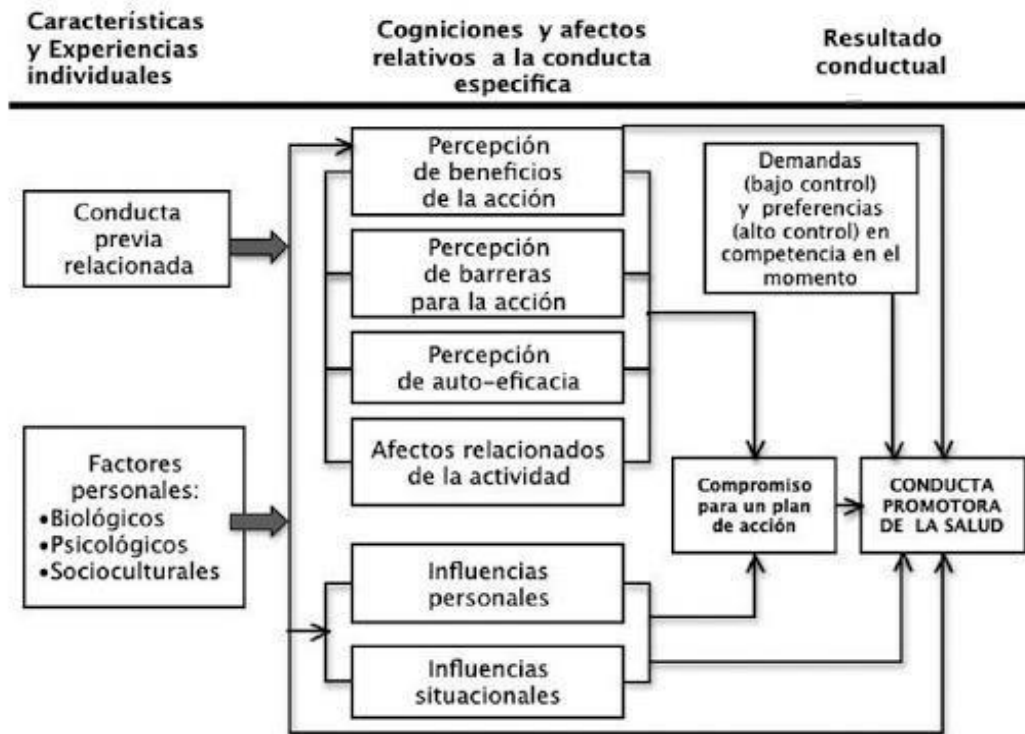 Características
y Experiencias
individuales
Cogniciones y afectos
relativos a la conducta
especifica
Resultado
conductual
Conducta
previa
relacionada
Factores
personales:
•Biológicos
•Psicológicos
•Socioculturales
Percepción
de beneficios
de la acción
Percepción
de barreras
para la acción
Percepción
de auto-eficacia
Afectos relacionados
de la actividad
Influencias
personales
Influencias
situacionales
Demandas
(bajo control)
y preferencias
(alto control) en
competencia en el
momento
Compromiso
para un plan
de acción
CONDUCTA
PROMOTORA
DE LA SALUD